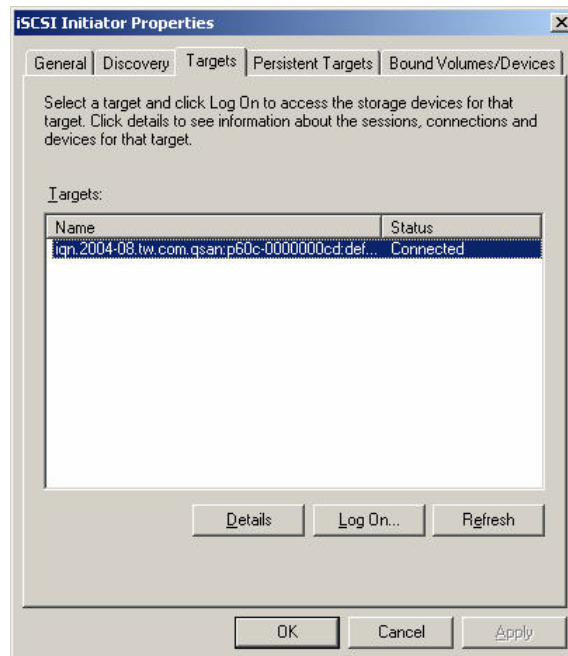 iSCSI Initiator Properties
General Discovery Targets Persistent Targets Bound Volumes/Devices
Select a target and click Log On to access the storage devices for that
target. Click details to see information about the sessions, connections and
devices for that target.
Targets:
Name Status
iqn.2004-08.tw.com.qsan:p60c-0000000cd:def... Connected
Details Log On... Refresh
OK Cancel Apply